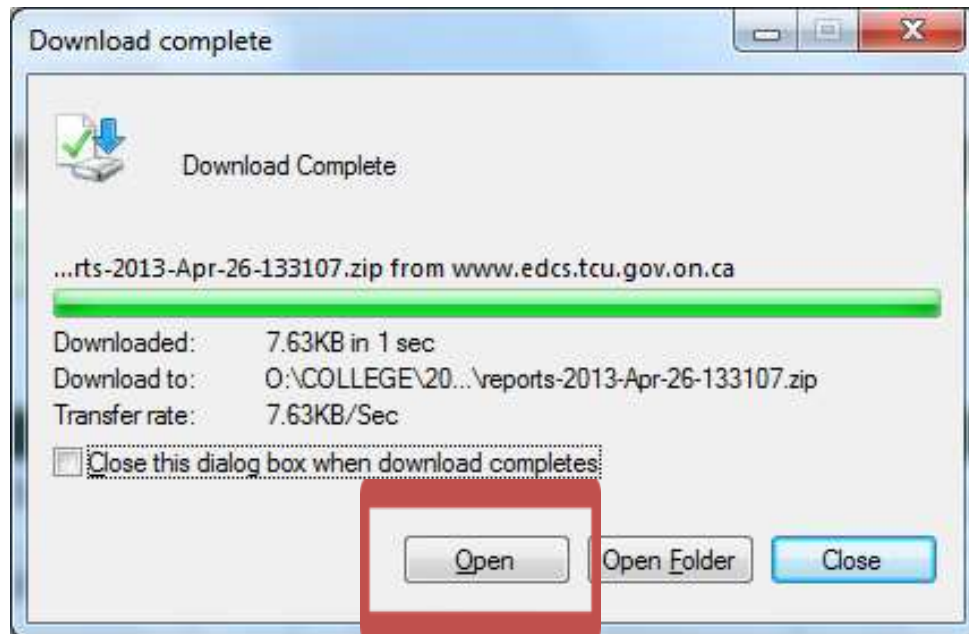 Download complete
Download Complete
...rts-2013-Apr-26-133107.zip from www.edcs.tcu.gov.on.ca
Downloaded: 7.63KB in 1 sec
Download to: O:\COLLEGE\20...\reports-2013-Apr-26-133107.zip
Transfer rate: 7.63KB/Sec
Close this dialog box when download completes
Open Open Folder Close